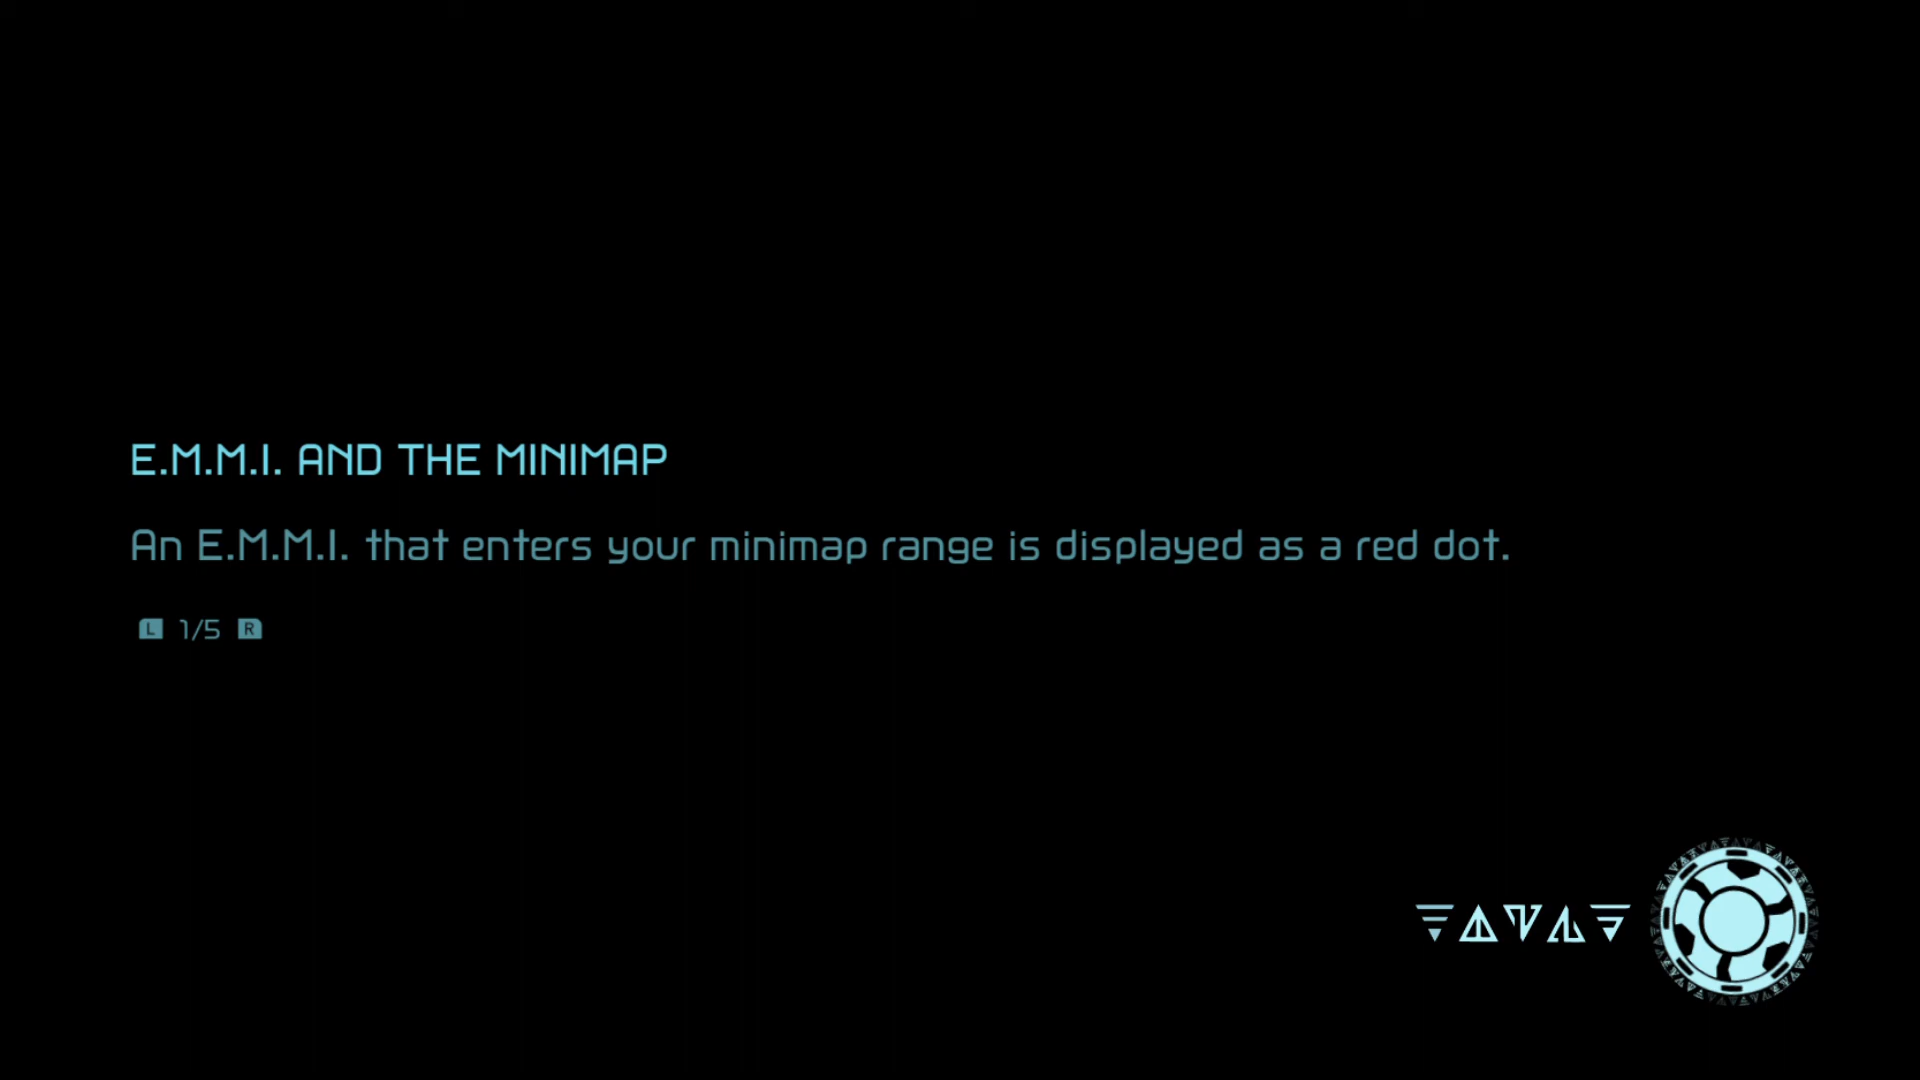 E.M.M.I. AND THE MINIMAP
An E.M.M.I. that enters your minimap range is displayed as a red dot.
L 1/5 R